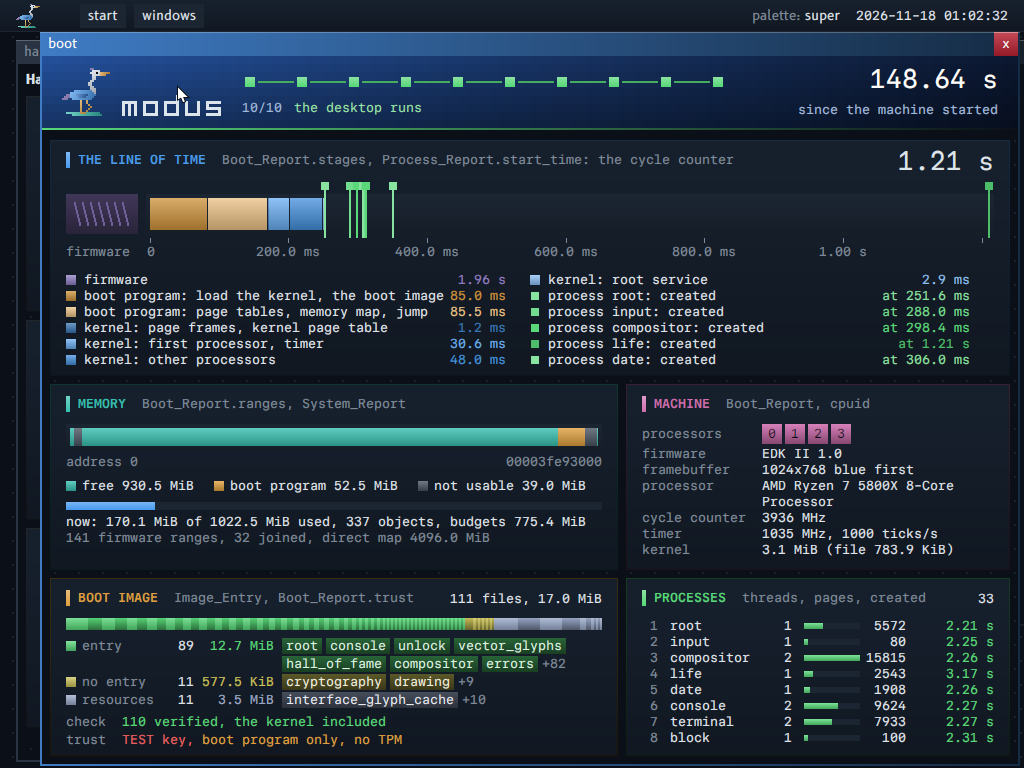 start windows palette: super 2026-11-18 01:02:32
ha
boot x
Ha
MODUS
10/10 the desktop runs
148.64 s
since the machine started
THE LINE OF TIME Boot_Report.stages, Process_Report.start_time: the cycle counter 1.21 s
firmware 0 200.0 ms 400.0 ms 600.0 ms 800.0 ms 1.00 s
firmware 1.96 s
boot program: load the kernel, the boot image 85.0 ms
boot program: page tables, memory map, jump 85.5 ms
kernel: page frames, kernel page table 1.2 ms
kernel: first processor, timer 30.6 ms
kernel: other processors 48.0 ms
kernel: root service 2.9 ms
process root: created at 251.6 ms
process input: created at 288.0 ms
process compositor: created at 298.4 ms
process life: created at 1.21 s
process date: created at 306.0 ms
MEMORY Boot_Report.ranges, System_Report
address 0 00003fe93000
free 930.5 MiB boot program 52.5 MiB not usable 39.0 MiB
now: 170.1 MiB of 1022.5 MiB used, 337 objects, budgets 775.4 MiB
141 firmware ranges, 32 joined, direct map 4096.0 MiB
MACHINE Boot_Report, cpuid
processors 0 1 2 3
firmware EDK II 1.0
framebuffer 1024x768 blue first
processor AMD Ryzen 7 5800X 8-Core
Processor
cycle counter 3936 MHz
timer 1035 MHz, 1000 ticks/s
kernel 3.1 MiB (file 783.9 KiB)
BOOT IMAGE Image_Entry, Boot_Report.trust 111 files, 17.0 MiB
entry 89 12.7 MiB root console unlock vector_glyphs
hall_of_fame compositor errors +82
no entry 11 577.5 KiB cryptography drawing +9
resources 11 3.5 MiB interface_glyph_cache +10
check 110 verified, the kernel included
trust TEST key, boot program only, no TPM
PROCESSES threads, pages, created 33
1 root 1 5572 2.21 s
2 input 1 80 2.25 s
3 compositor 2 15815 2.26 s
4 life 1 2543 3.17 s
5 date 1 1908 2.26 s
6 console 2 9624 2.27 s
7 terminal 2 7933 2.27 s
8 block 1 100 2.31 s